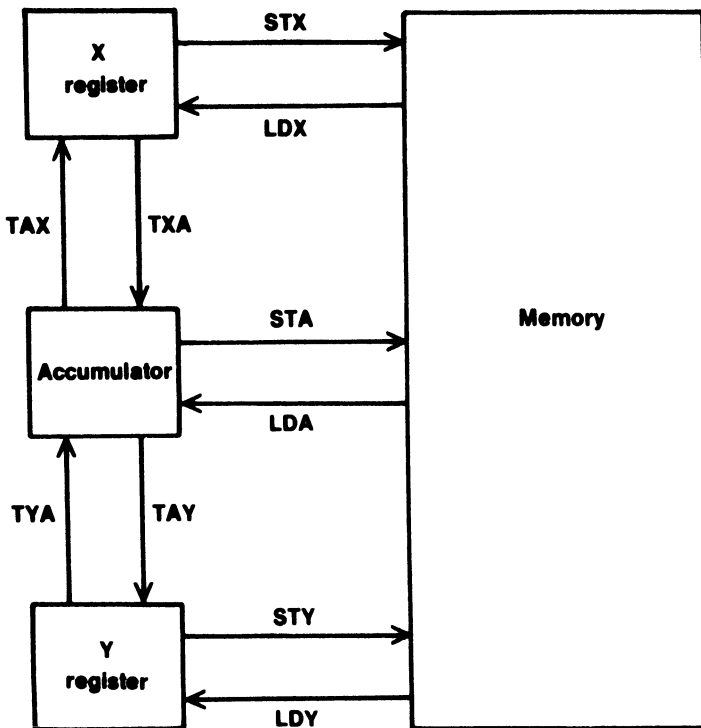 STX
X
register
LDX
TAX
TXA
STA
Memory
Accumulator
LDA
TYA
TAY
STY
Y
register
LDY